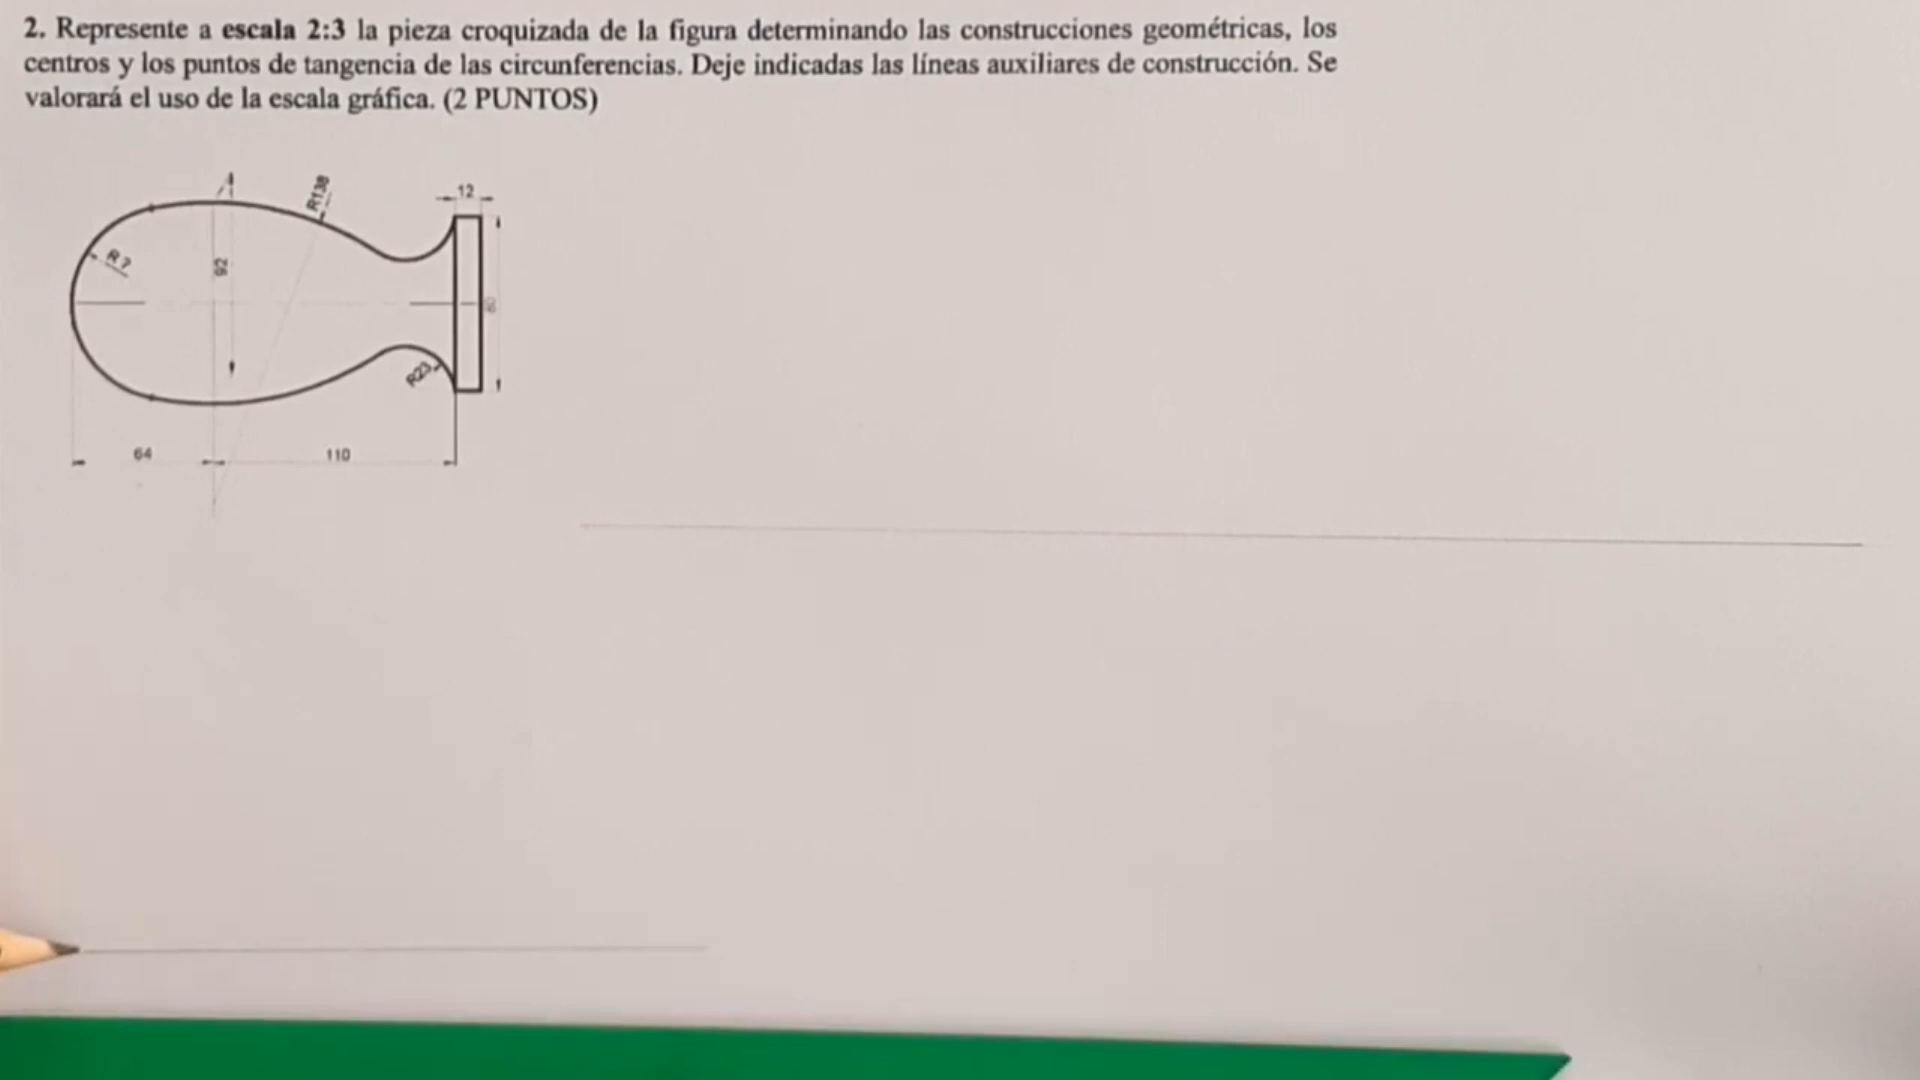 2. Represente a escala 2:3 la pieza croquizada de la figura determinando las construcciones geométricas, los
centros y los puntos de tangencia de las circunferencias. Deje indicadas las líneas auxiliares de construcción. Se
valorará el uso de la escala gráfica. (2 PUNTOS)
R138
12
R?
92
80
R23
64
110